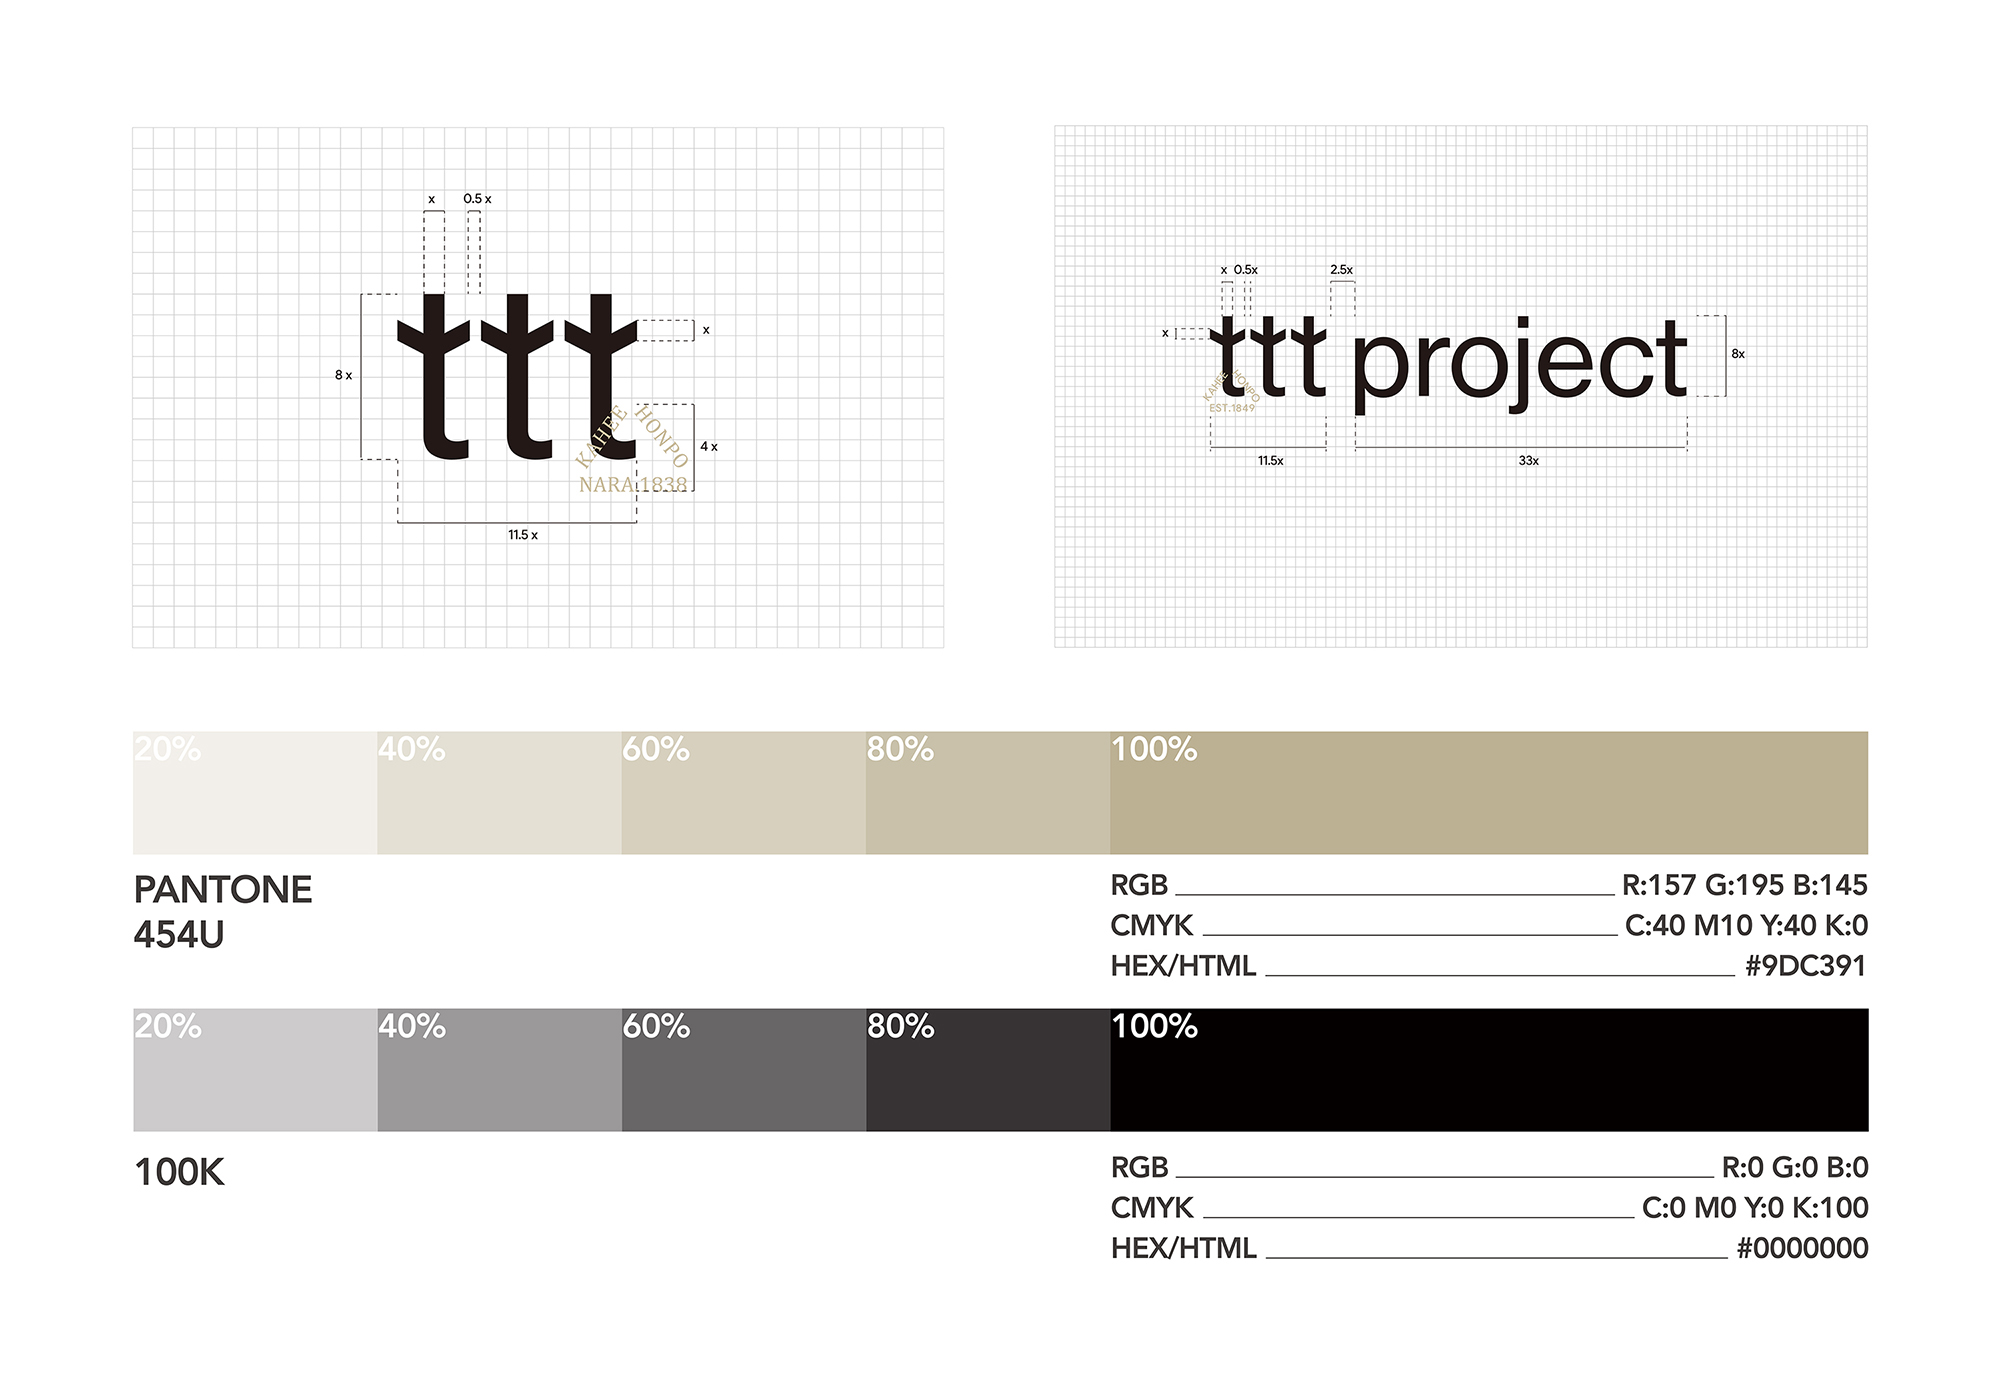 x
0.5 x
ttt
x
8 x
KAHEE HONPO
NARA 1838
4 x
11.5 x
x
0.5x
2.5x
x
ttt project
8x
KAHEE HONPO
EST.1849
11.5x
33x
20%
40%
60%
80%
100%
PANTONE
454U
RGB R:157 G:195 B:145
CMYK C:40 M10 Y:40 K:0
HEX/HTML #9DC391
20%
40%
60%
80%
100%
100K
RGB R:0 G:0 B:0
CMYK C:0 M0 Y:0 K:100
HEX/HTML #0000000